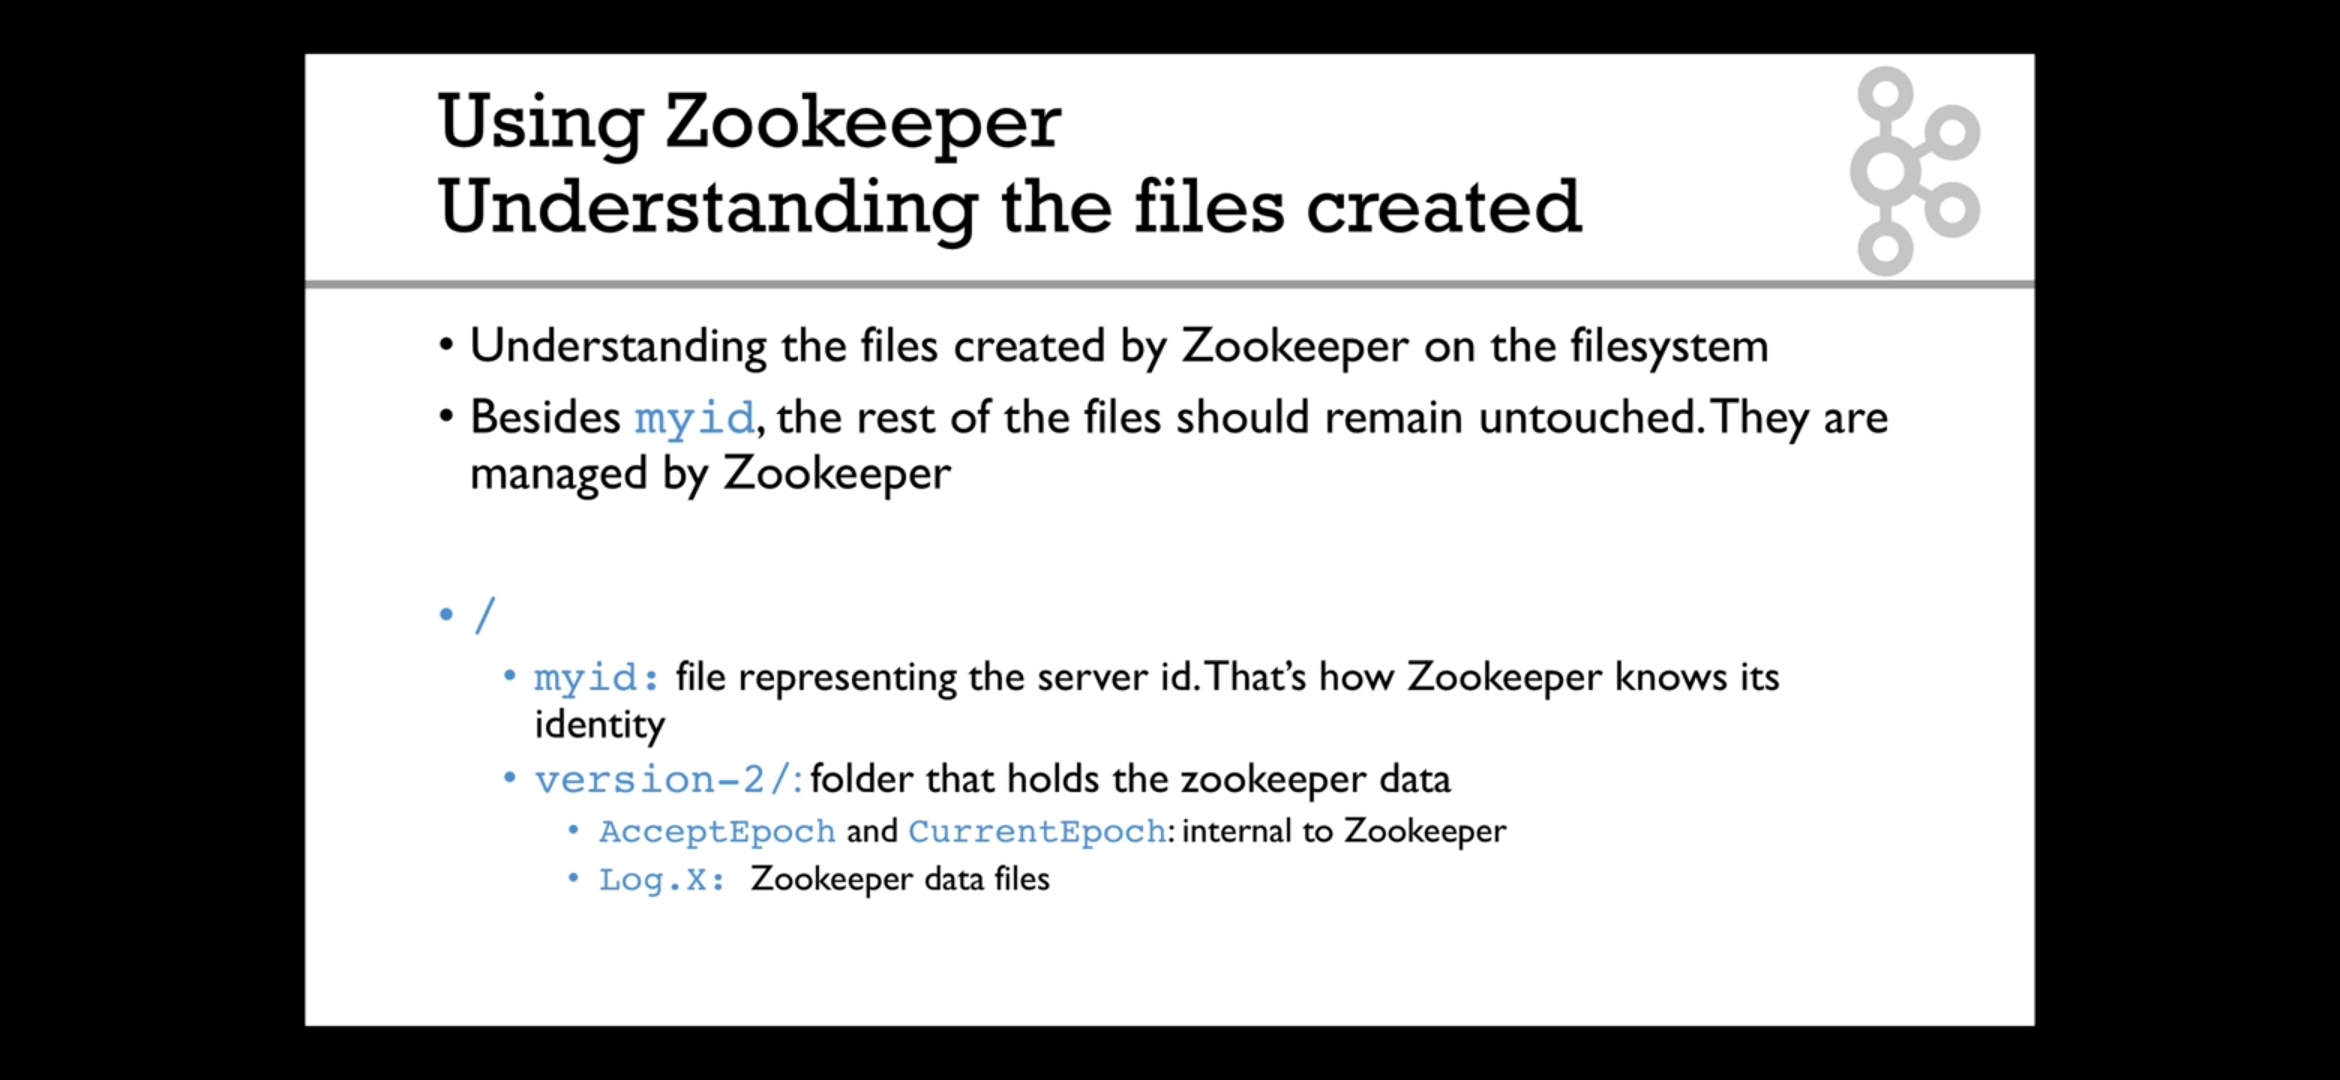 Using Zookeeper
Understanding the files created
• Understanding the files created by Zookeeper on the filesystem
• Besides myid, the rest of the files should remain untouched. They are
managed by Zookeeper
• /
• myid: file representing the server id. That’s how Zookeeper knows its
identity
• version-2/: folder that holds the zookeeper data
• AcceptEpoch and CurrentEpoch: internal to Zookeeper
• Log.X: Zookeeper data files